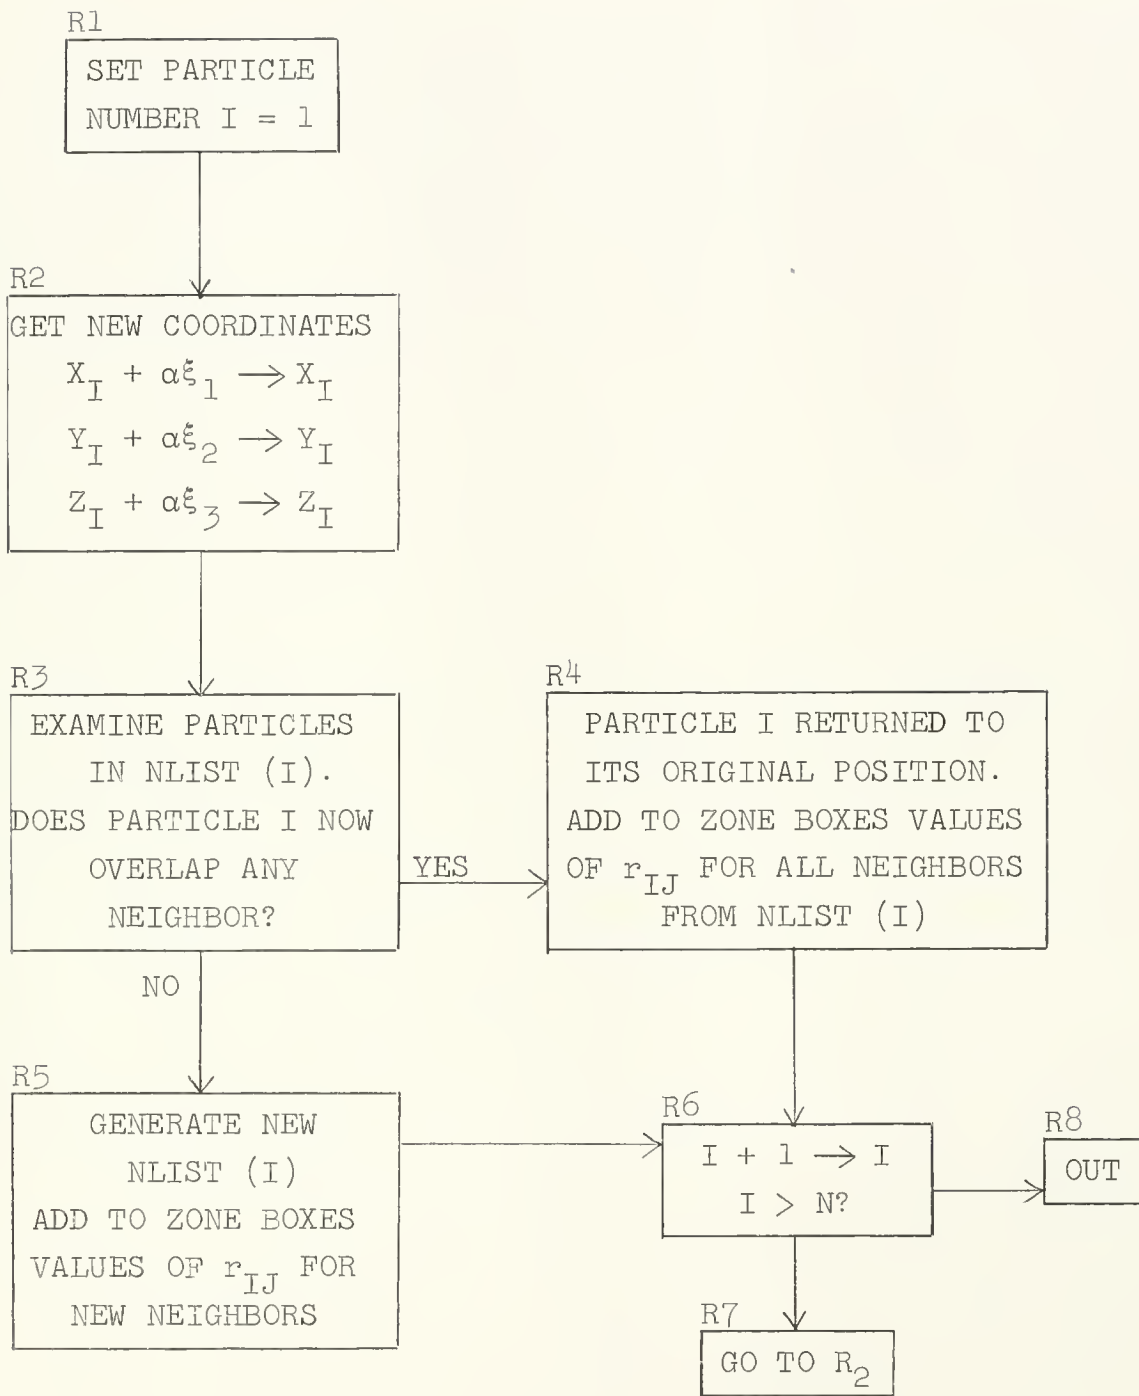 R1
SET PARTICLE
NUMBER I = 1
R2
GET NEW COORDINATES
X_I + αξ_1 → X_I
Y_I + αξ_2 → Y_I
Z_I + αξ_3 → Z_I
R3
EXAMINE PARTICLES
IN NLIST (I).
DOES PARTICLE I NOW
OVERLAP ANY
NEIGHBOR?
YES
R4
PARTICLE I RETURNED TO
ITS ORIGINAL POSITION.
ADD TO ZONE BOXES VALUES
OF r_IJ FOR ALL NEIGHBORS
FROM NLIST (I)
NO
R5
GENERATE NEW
NLIST (I)
ADD TO ZONE BOXES
VALUES OF r_IJ FOR
NEW NEIGHBORS
R6
I + 1 → I
I > N?
R8
OUT
R7
GO TO R_2